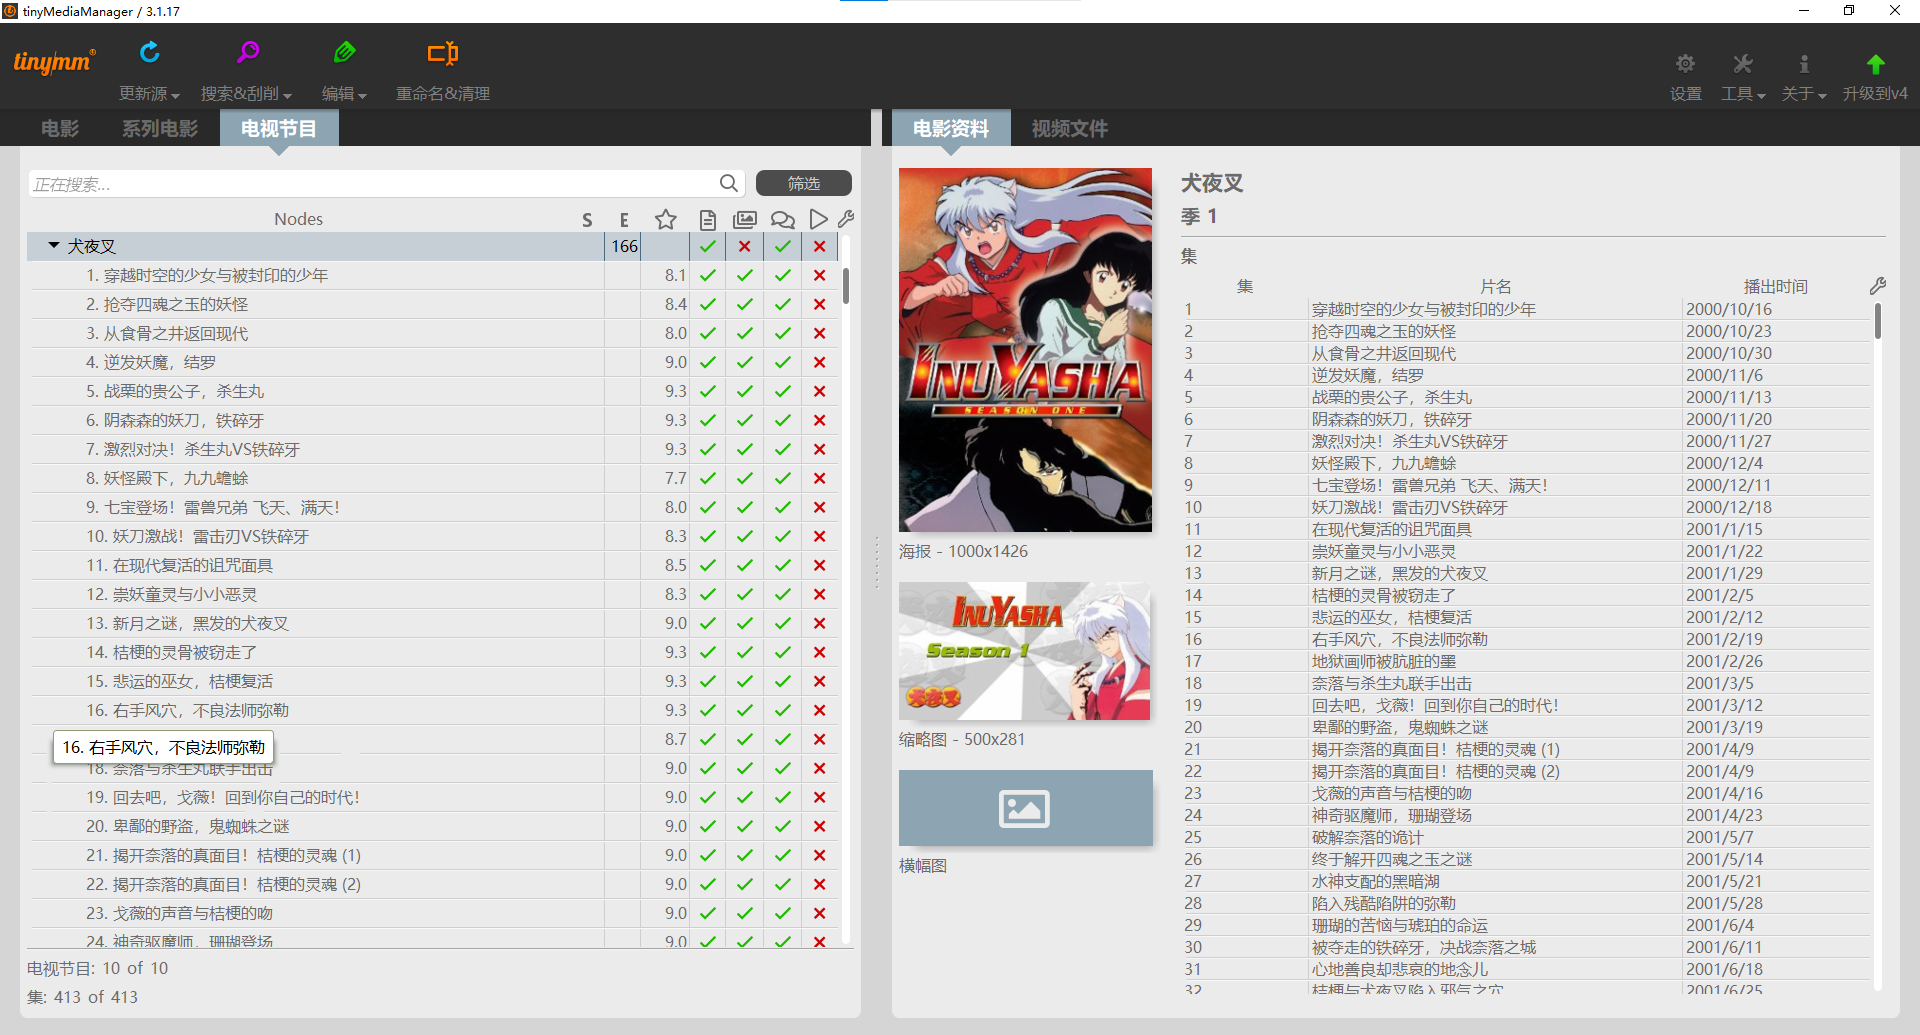 tinyMediaManager / 3.1.17
tinymm®
更新源
搜索&刮削
编辑
重命名&清理
设置
工具
关于
升级到v4
电影
系列电影
电视节目
电影资料
视频文件
正在搜索...
筛选
Nodes
S
E
犬夜叉
166
1. 穿越时空的少女与被封印的少年 8.1
2. 抢夺四魂之玉的妖怪 8.4
3. 从食骨之井返回现代 8.0
4. 逆发妖魔，结罗 9.0
5. 战栗的贵公子，杀生丸 9.3
6. 阴森森的妖刀，铁碎牙 9.3
7. 激烈对决！杀生丸VS铁碎牙 9.3
8. 妖怪殿下，九九蟾蜍 7.7
9. 七宝登场！雷兽兄弟 飞天、满天！ 8.0
10. 妖刀激战！雷击刃VS铁碎牙 8.3
11. 在现代复活的诅咒面具 8.5
12. 崇妖童灵与小小恶灵 8.3
13. 新月之谜，黑发的犬夜叉 9.0
14. 桔梗的灵骨被窃走了 9.3
15. 悲运的巫女，桔梗复活 9.3
16. 右手风穴，不良法师弥勒 9.3
16. 右手风穴，不良法师弥勒
8.7
18. 奈落与杀生丸联手出击 9.0
19. 回去吧，戈薇！回到你自己的时代！ 9.0
20. 卑鄙的野盗，鬼蜘蛛之谜 9.0
21. 揭开奈落的真面目！桔梗的灵魂 (1) 9.0
22. 揭开奈落的真面目！桔梗的灵魂 (2) 9.0
23. 戈薇的声音与桔梗的吻 9.0
24. 神奇驱魔师，珊瑚登场 9.0
电视节目: 10 of 10
集: 413 of 413
INUYASHA
SEASON ONE
海报 - 1000x1426
INUYASHA
Season 1
犬夜叉
缩略图 - 500x281
横幅图
犬夜叉
季 1
集
集 片名 播出时间
1 穿越时空的少女与被封印的少年 2000/10/16
2 抢夺四魂之玉的妖怪 2000/10/23
3 从食骨之井返回现代 2000/10/30
4 逆发妖魔，结罗 2000/11/6
5 战栗的贵公子，杀生丸 2000/11/13
6 阴森森的妖刀，铁碎牙 2000/11/20
7 激烈对决！杀生丸VS铁碎牙 2000/11/27
8 妖怪殿下，九九蟾蜍 2000/12/4
9 七宝登场！雷兽兄弟 飞天、满天！ 2000/12/11
10 妖刀激战！雷击刃VS铁碎牙 2000/12/18
11 在现代复活的诅咒面具 2001/1/15
12 崇妖童灵与小小恶灵 2001/1/22
13 新月之谜，黑发的犬夜叉 2001/1/29
14 桔梗的灵骨被窃走了 2001/2/5
15 悲运的巫女，桔梗复活 2001/2/12
16 右手风穴，不良法师弥勒 2001/2/19
17 地狱画师被肮脏的墨 2001/2/26
18 奈落与杀生丸联手出击 2001/3/5
19 回去吧，戈薇！回到你自己的时代！ 2001/3/12
20 卑鄙的野盗，鬼蜘蛛之谜 2001/3/19
21 揭开奈落的真面目！桔梗的灵魂 (1) 2001/4/9
22 揭开奈落的真面目！桔梗的灵魂 (2) 2001/4/9
23 戈薇的声音与桔梗的吻 2001/4/16
24 神奇驱魔师，珊瑚登场 2001/4/23
25 破解奈落的诡计 2001/5/7
26 终于解开四魂之玉之谜 2001/5/14
27 水神支配的黑暗湖 2001/5/21
28 陷入残酷陷阱的弥勒 2001/5/28
29 珊瑚的苦恼与琥珀的命运 2001/6/4
30 被夺走的铁碎牙，决战奈落之城 2001/6/11
31 心地善良却悲哀的地念儿 2001/6/18
32 桔梗与犬夜叉陷入邪气之穴 2001/6/25